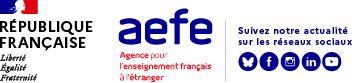 RÉPUBLIQUE
FRANÇAISE
Liberté
Égalité
Fraternité
aefe
Agence pour
l'enseignement français
à l'étranger
Suivez notre actualité
sur les réseaux sociaux